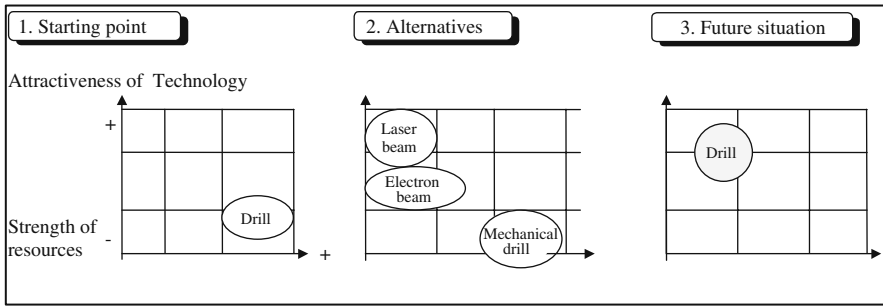 1. Starting point
2. Alternatives
3. Future situation
Attractiveness of Technology
+
Laser
beam
Electron
beam
Drill
Drill
Mechanical
drill
Strength of
resources
-
+